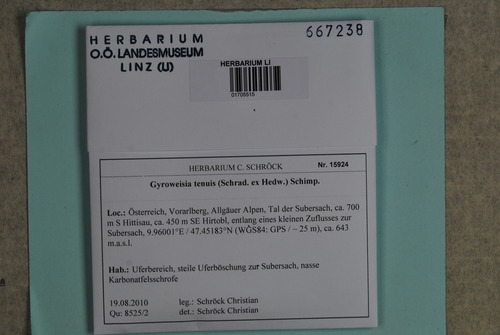 HERBARIUM
O.Ö. LANDESMUSEUM
LINZ (U)
667238
HERBARIUM LI
01705515
HERBARIUM C. SCHRÖCK Nr. 15924
Gyroweisia tenuis (Schrad. ex Hedw.) Schimp.
Loc.: Österreich, Vorarlberg, Allgäuer Alpen, Tal der Subersach, ca. 700
m S Hittisau, ca. 450 m SE Hirtobl, entlang eines kleinen Zuflusses zur
Subersach, 9.96001°E / 47.45183°N (WGS84: GPS / ~ 25 m), ca. 643
m.a.s.l.
Hab.: Uferbereich, steile Uferböschung zur Subersach, nasse
Karbonatfelsschrofe
19.08.2010 leg.: Schröck Christian
Qu: 8525/2 det.: Schröck Christian